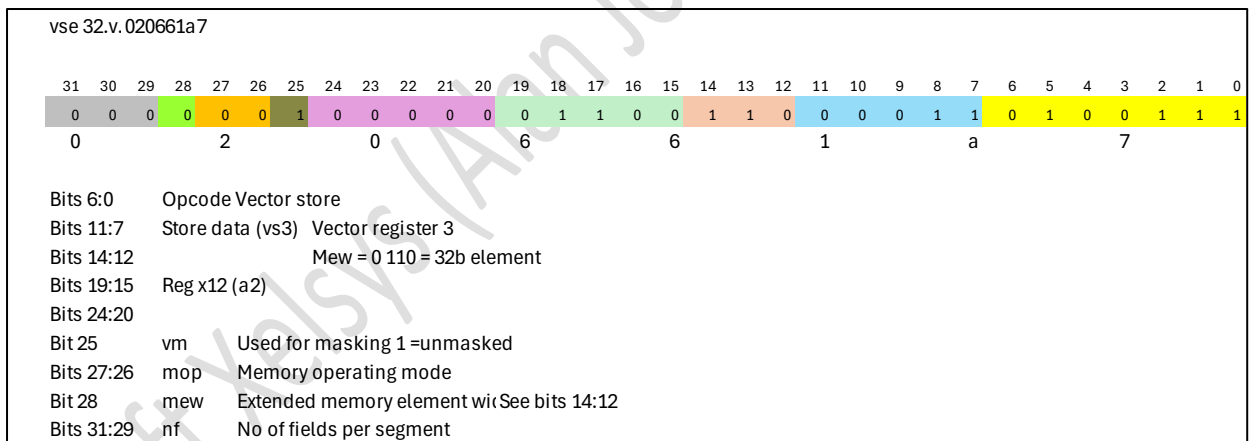 vse 32.v. 020661a7
31 30 29 28 27 26 25 24 23 22 21 20 19 18 17 16 15 14 13 12 11 10 9 8 7 6 5 4 3 2 1 0
0 0 0 0 0 0 1 0 0 0 0 0 0 1 1 0 0 1 1 0 0 0 0 1 1 0 1 0 0 1 1 1
0 2 0 6 6 1 a 7
Bits 6:0 Opcode Vector store
Bits 11:7 Store data (vs3) Vector register 3
Bits 14:12 Mew = 0 110 = 32b element
Bits 19:15 Reg x12 (a2)
Bits 24:20
Bit 25 vm Used for masking 1 =unmasked
Bits 27:26 mop Memory operating mode
Bit 28 mew Extended memory element wid See bits 14:12
Bits 31:29 nf No of fields per segment
ft Xelsys (Alan Jo